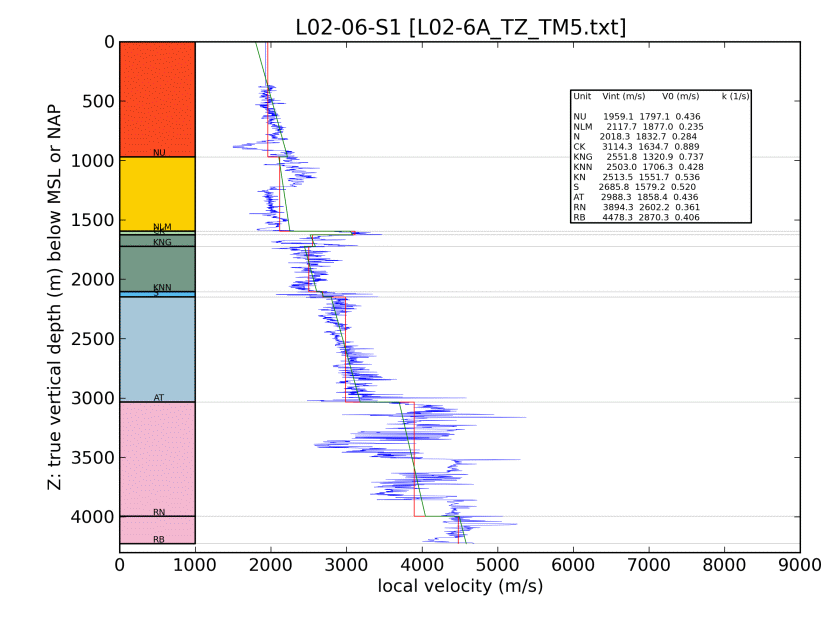 L02-06-S1 [L02-6A_TZ_TM5.txt]
0
500
1000
1500
2000
2500
3000
3500
4000
Z: true vertical depth (m) below MSL or NAP
NU
NLM
KNG
KNN
S
AT
RN
RB
Unit Vint (m/s) V0 (m/s) k (1/s)
NU 1959.1 1797.1 0.436
NLM 2117.7 1877.0 0.235
N 2018.3 1832.7 0.284
CK 3114.3 1634.7 0.889
KNG 2551.8 1320.9 0.737
KNN 2503.0 1706.3 0.428
KN 2513.5 1551.7 0.536
S 2685.8 1579.2 0.520
AT 2988.3 1858.4 0.436
RN 3894.3 2602.2 0.361
RB 4478.3 2870.3 0.406
0 1000 2000 3000 4000 5000 6000 7000 8000 9000
local velocity (m/s)